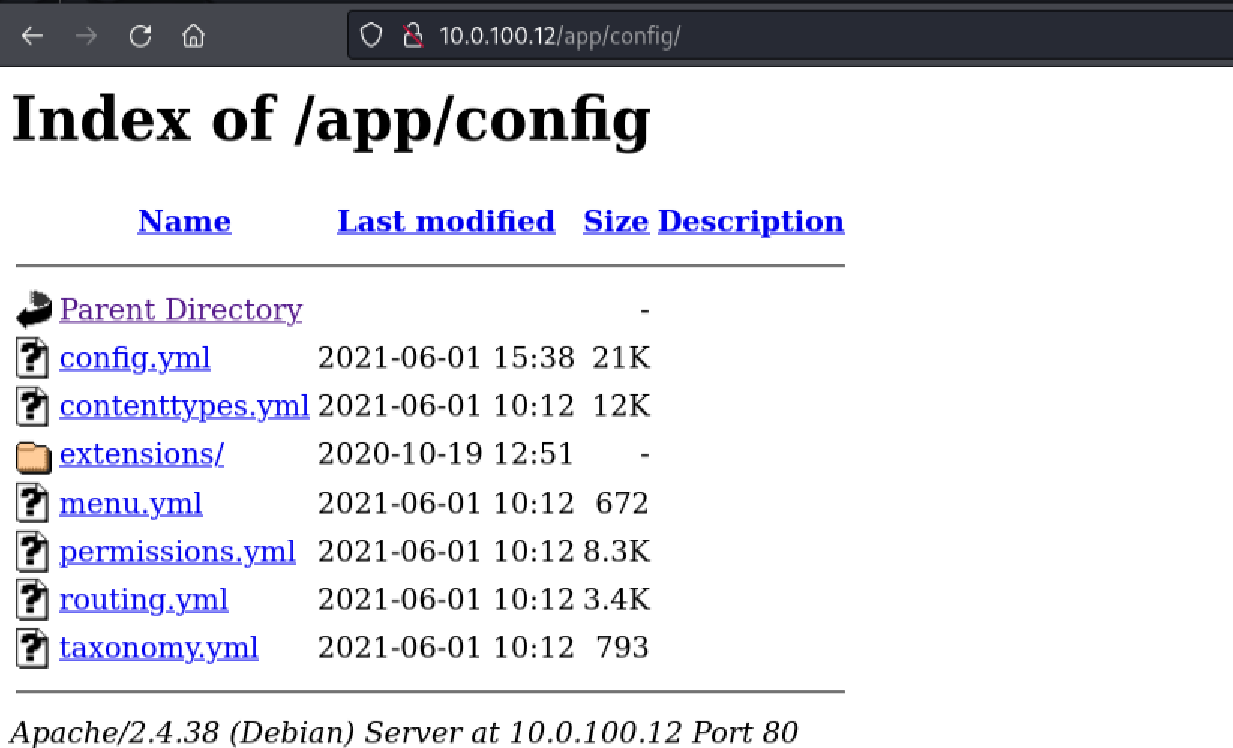 10.0.100.12/app/config/
Index of /app/config
Name Last modified Size Description
Parent Directory -
config.yml 2021-06-01 15:38 21K
contenttypes.yml 2021-06-01 10:12 12K
extensions/ 2020-10-19 12:51 -
menu.yml 2021-06-01 10:12 672
permissions.yml 2021-06-01 10:12 8.3K
routing.yml 2021-06-01 10:12 3.4K
taxonomy.yml 2021-06-01 10:12 793
Apache/2.4.38 (Debian) Server at 10.0.100.12 Port 80